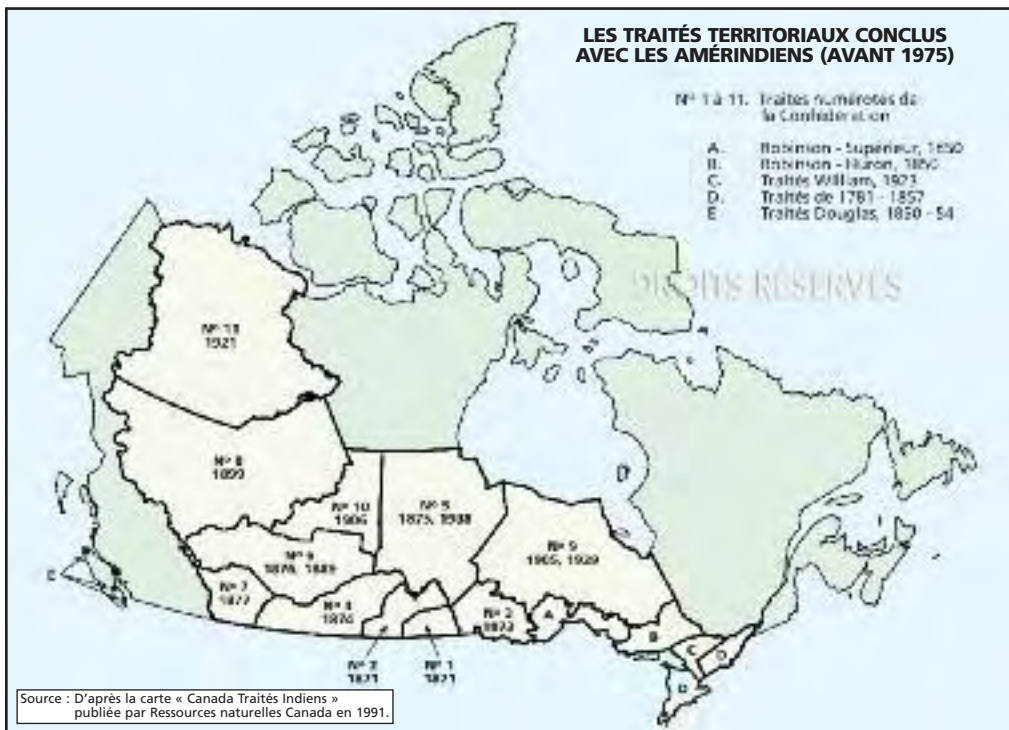 LES TRAITÉS TERRITORIAUX CONCLUS
AVEC LES AMÉRINDIENS (AVANT 1975)
Nº 1 à 11. Traités numérotés de
la Confédération
A. Robinson - Supérieur,
B. Robinson - Huron, 1850
C. Traités William, 1923
D. Traités de 1781 - 1857
E Traités Douglas, 1850 - 54
DROITS RÉSERVÉS
Nº
1921
Nº 8
1899
Nº 10
1906
Nº 5
1875,
Nº 9
1905, 1929
Nº 6
1876, 1889
Nº 7
1877
Nº 4
1874
Nº 3
1873
A
B
C
D
D
E
Nº 2
1871
Nº 1
1871
Source : D'après la carte « Canada Traités Indiens »
publiée par Ressources naturelles Canada en 1991.